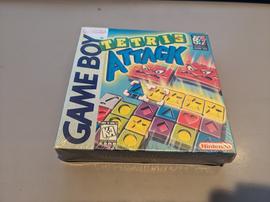 GAME BOY
TETRIS
ATTACK
Nintendo